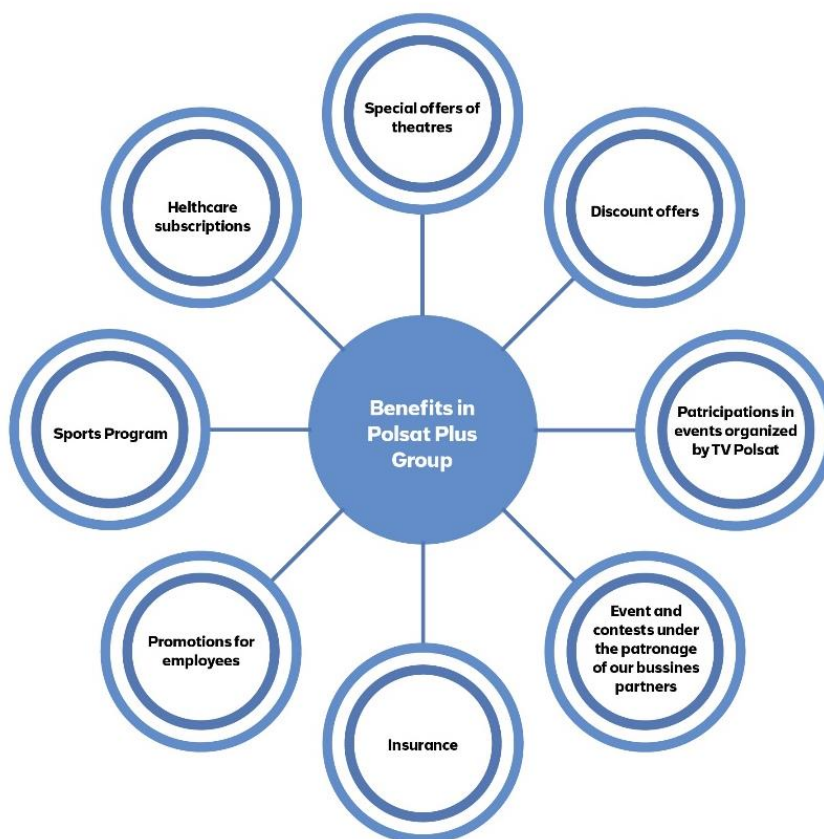 Special offers of
theatres
Discount offers
Patricipations in
events organized
by TV Polsat
Event and
contests under
the patronage
of our bussines
partners
Insurance
Promotions for
employees
Sports Program
Helthcare
subscriptions
Benefits in
Polsat Plus
Group